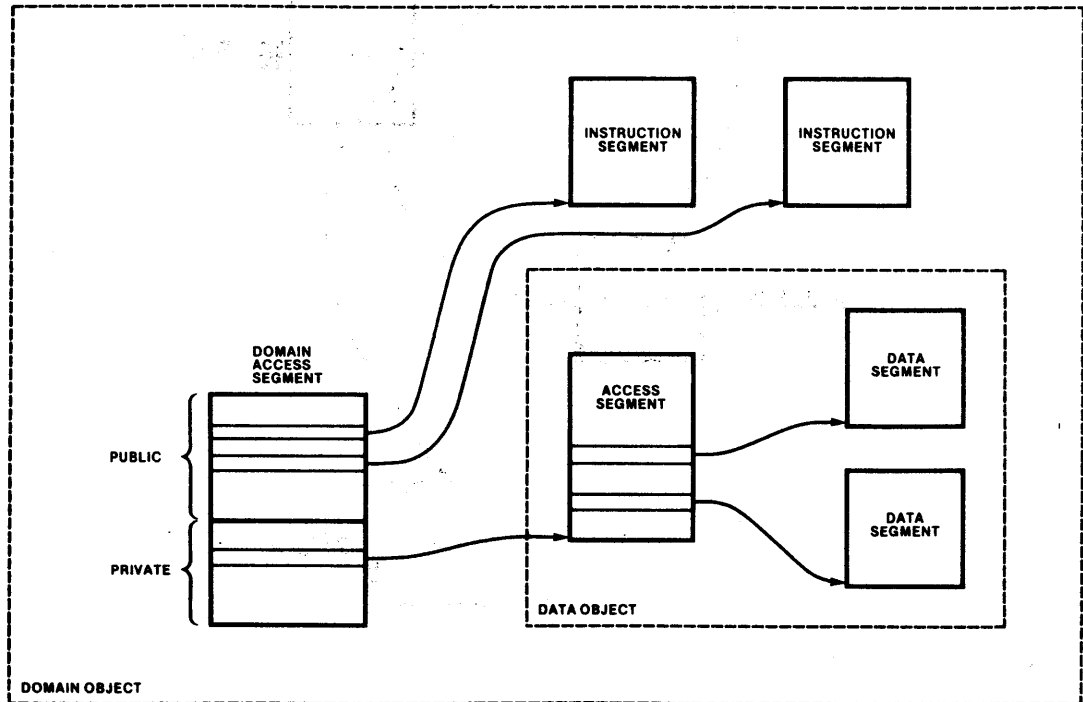 INSTRUCTION
SEGMENT
INSTRUCTION
SEGMENT
DOMAIN
ACCESS
SEGMENT
PUBLIC
PRIVATE
ACCESS
SEGMENT
DATA
SEGMENT
DATA
SEGMENT
DATA OBJECT
DOMAIN OBJECT